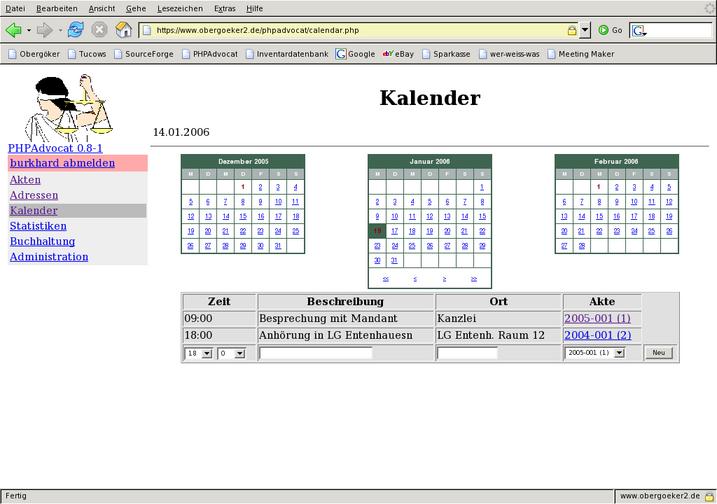 Datei Bearbeiten Ansicht Gehe Lesezeichen Extras Hilfe
https://www.obergoeker2.de/phpadvocat/calendar.php Go
Obergöker Tucows SourceForge PHPAdvocat Inventardatenbank Google eBay Sparkasse wer-weiss-was Meeting Maker
Kalender
14.01.2006
PHPAdvocat 0.8-1
burkhard abmelden
Akten
Adressen
Kalender
Statistiken
Buchhaltung
Administration
Dezember 2005
M D M D F S S
1 2 3 4
5 6 7 8 9 10 11
12 13 14 15 16 17 18
19 20 21 22 23 24 25
26 27 28 29 30 31
Januar 2006
M D M D F S S
1
2 3 4 5 6 7 8
9 10 11 12 13 14 15
16 17 18 19 20 21 22
23 24 25 26 27 28 29
30 31
<< < > >>
Februar 2006
M D M D F S S
1 2 3 4 5
6 7 8 9 10 11 12
13 14 15 16 17 18 19
20 21 22 23 24 25 26
27 28
Zeit Beschreibung Ort Akte
09:00 Besprechung mit Mandant Kanzlei 2005-001 (1)
18:00 Anhörung in LG Entenhauesn LG Entenh. Raum 12 2004-001 (2)
18 0 2005-001 (1) Neu
Fertig www.obergoeker2.de